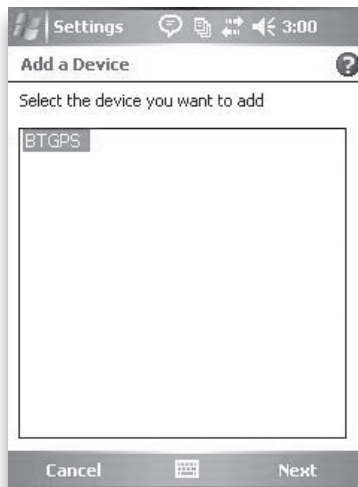 Settings 3:00
Add a Device
Select the device you want to add
BTGPS
Cancel Next